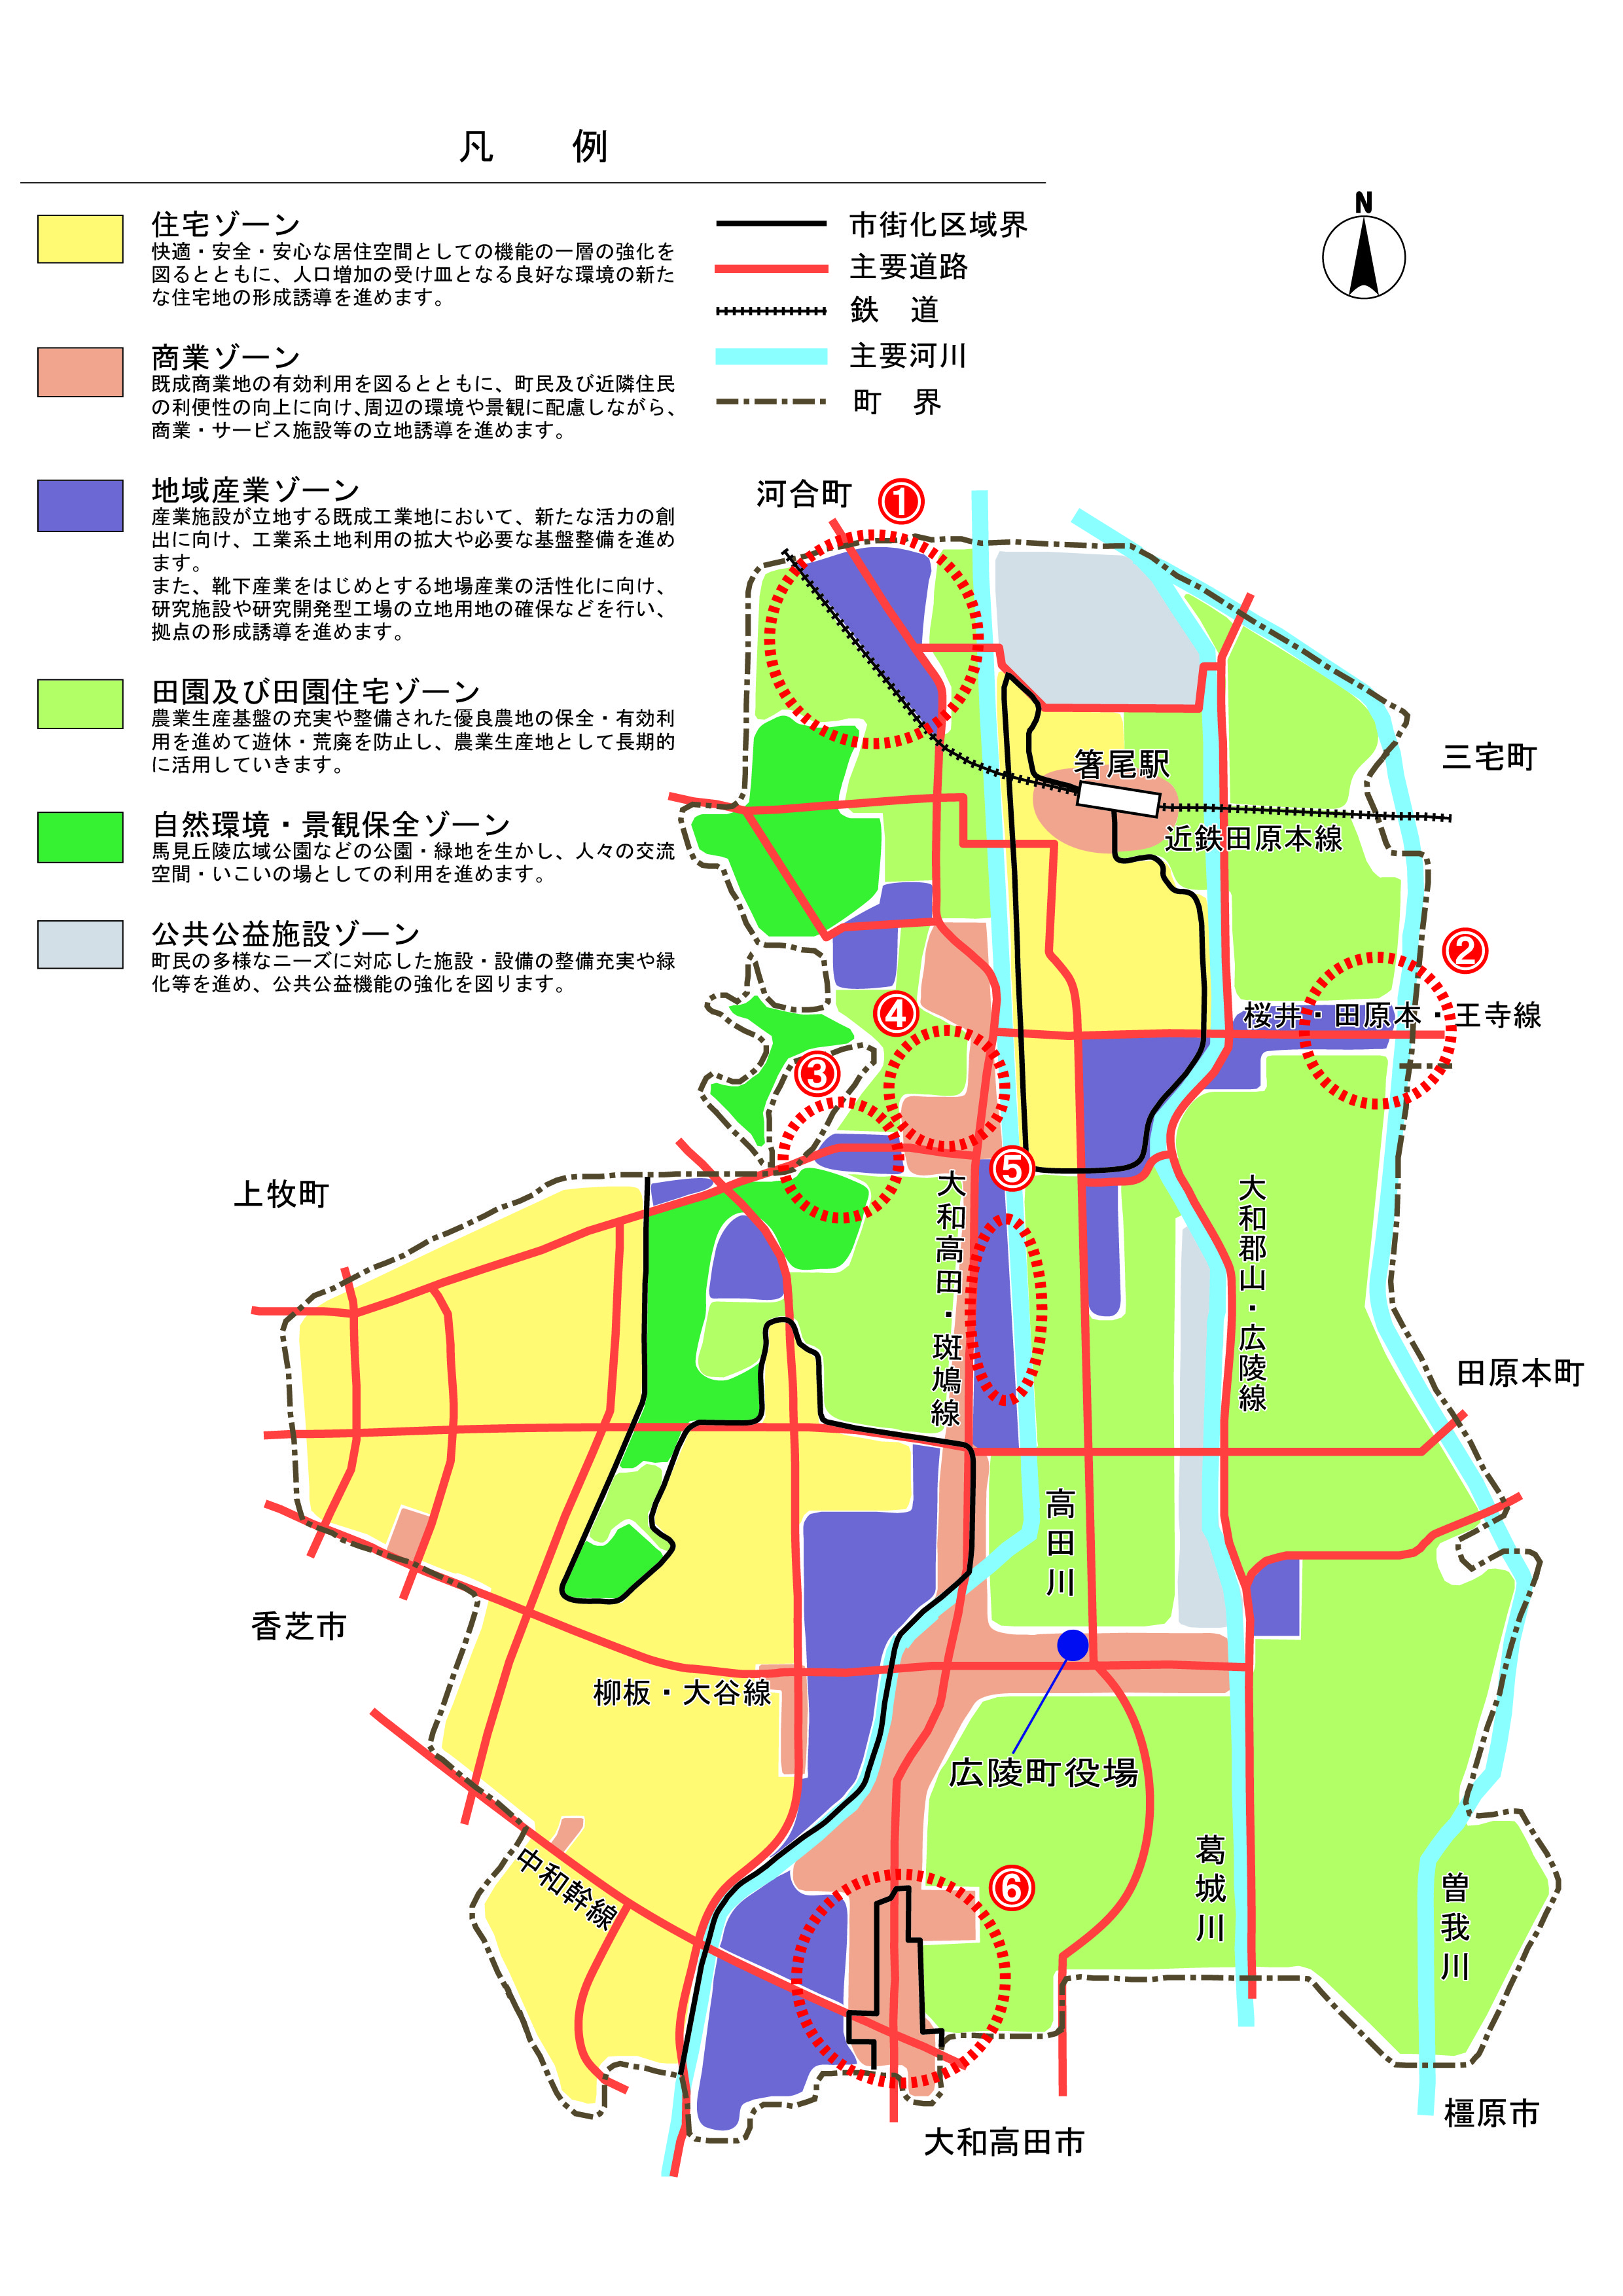 凡　例
住宅ゾーン
快適・安全・安心な居住空間としての機能の一層の強化を
図るとともに、人口増加の受け皿となる良好な環境の新た
な住宅地の形成誘導を進めます。
商業ゾーン
既成商業地の有効利用を図るとともに、町民及び近隣住民
の利便性の向上に向け、周辺の環境や景観に配慮しながら、
商業・サービス施設等の立地誘導を進めます。
地域産業ゾーン
産業施設が立地する既成工業地において、新たな活力の創
出に向け、工業系土地利用の拡大や必要な基盤整備を進め
ます。
また、靴下産業をはじめとする地場産業の活性化に向け、
研究施設や研究開発型工場の立地用地の確保などを行い、
拠点の形成誘導を進めます。
田園及び田園住宅ゾーン
農業生産基盤の充実や整備された優良農地の保全・有効利
用を進めて遊休・荒廃を防止し、農業生産地として長期的
に活用していきます。
自然環境・景観保全ゾーン
馬見丘陵広域公園などの公園・緑地を生かし、人々の交流
空間・いこいの場としての利用を進めます。
公共公益施設ゾーン
町民の多様なニーズに対応した施設・設備の整備充実や緑
化等を進め、公共公益機能の強化を図ります。
市街化区域界
主要道路
鉄　道
主要河川
町　界
N
河合町
①
箸尾駅
三宅町
近鉄田原本線
②
桜井・田原本・王寺線
④
③
⑤
上牧町
大和高田・斑鳩線
大和郡山・広陵線
田原本町
高田川
香芝市
柳板・大谷線
広陵町役場
中和幹線
葛城川
曽我川
⑥
大和高田市
橿原市